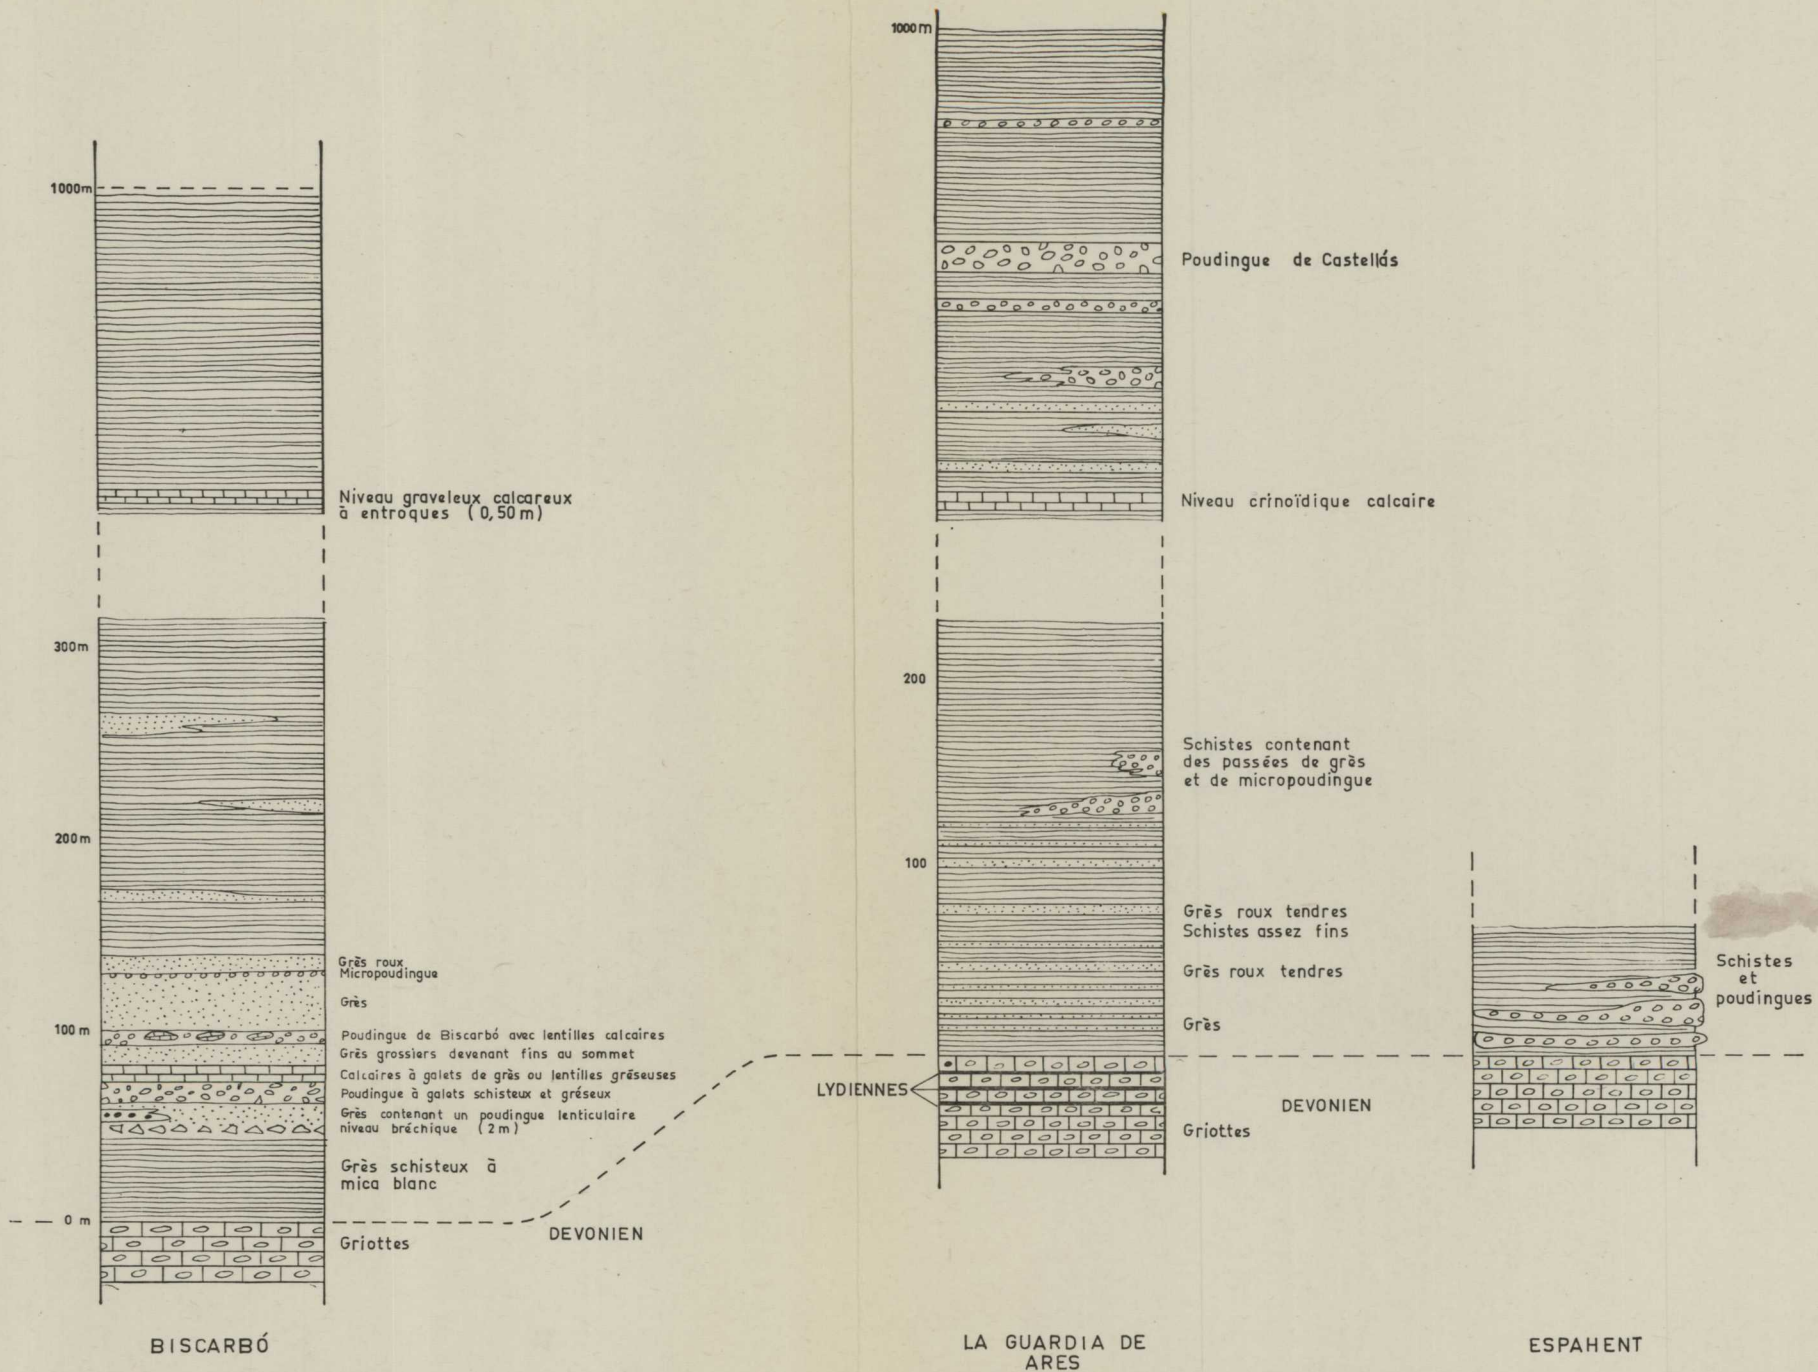 1000m
Niveau graveleux calcareux
à entroques (0,50m)
300m
200m
Grès roux
Micropoudingue
Grès
100m
Poudingue de Biscarbó avec lentilles calcaires
Grès grossiers devenant fins au sommet
Calcaires à galets de grès ou lentilles gréseuses
Poudingue à galets schisteux et gréseux
Grès contenant un poudingue lenticulaire
niveau bréchique (2m)
Grès schisteux à
mica blanc
0 m
Griottes
DEVONIEN
BISCARBÓ
1000m
Poudingue de Castellás
Niveau crinoïdique calcaire
200
Schistes contenant
des passées de grès
et de micropoudingue
100
Grès roux tendres
Schistes assez fins
Grès roux tendres
Grès
LYDIENNES
Griottes
DEVONIEN
LA GUARDIA DE
ARES
Schistes
et
poudingues
ESPAHENT